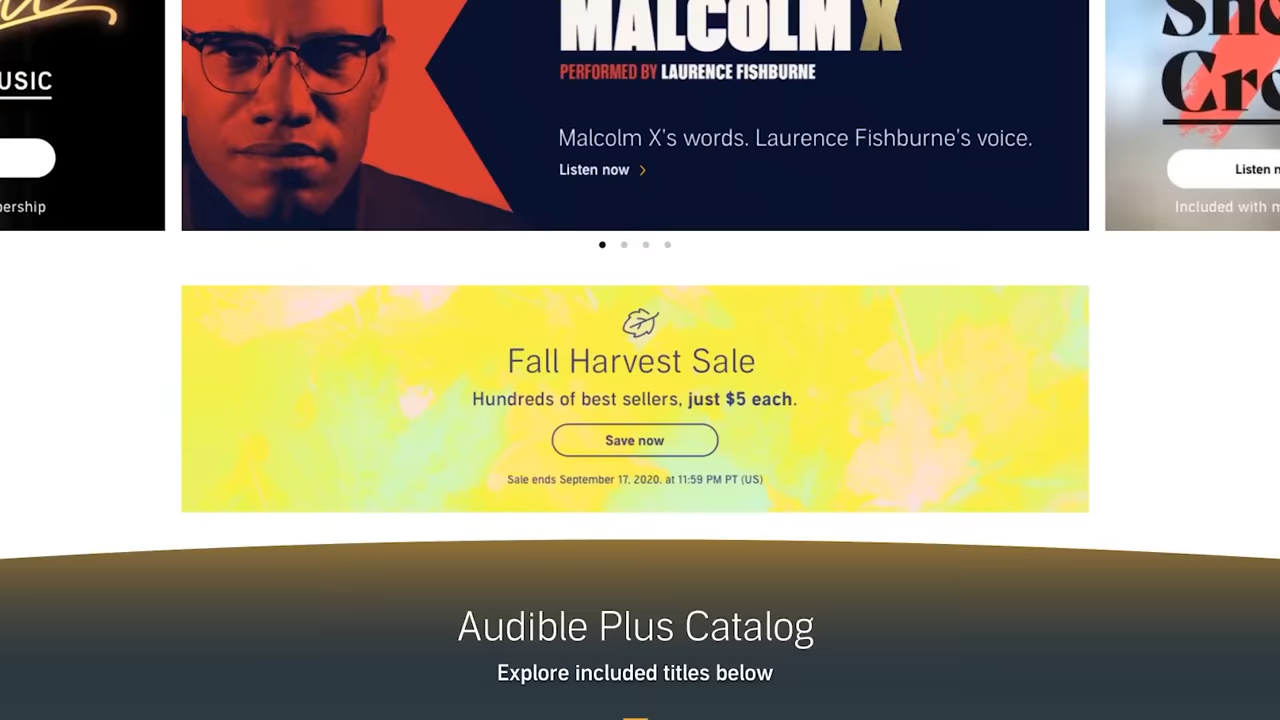 USIC
MALCOLM X
PERFORMED BY LAURENCE FISHBURNE
Malcolm X's words. Laurence Fishburne's voice.
Listen now
Listen
Included with
Fall Harvest Sale
Hundreds of best sellers, just $5 each.
Save now
Sale ends September 17, 2020, at 11:59 PM PT (US)
Audible Plus Catalog
Explore included titles below